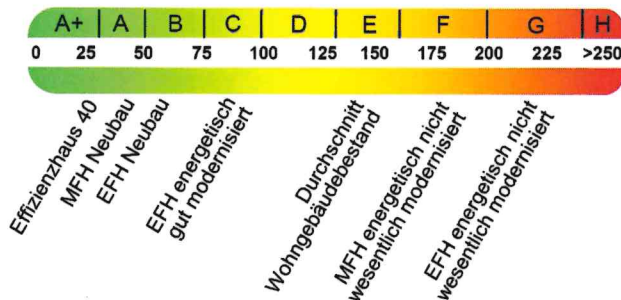 A+ A B C D E F G H
0 25 50 75 100 125 150 175 200 225 >250
Effizienzhaus 40
MFH Neubau
EFH Neubau
EFH energetisch
gut modernisiert
Durchschnitt
Wohngebäudebestand
MFH energetisch nicht
wesentlich modernisiert
EFH energetisch nicht
wesentlich modernisiert